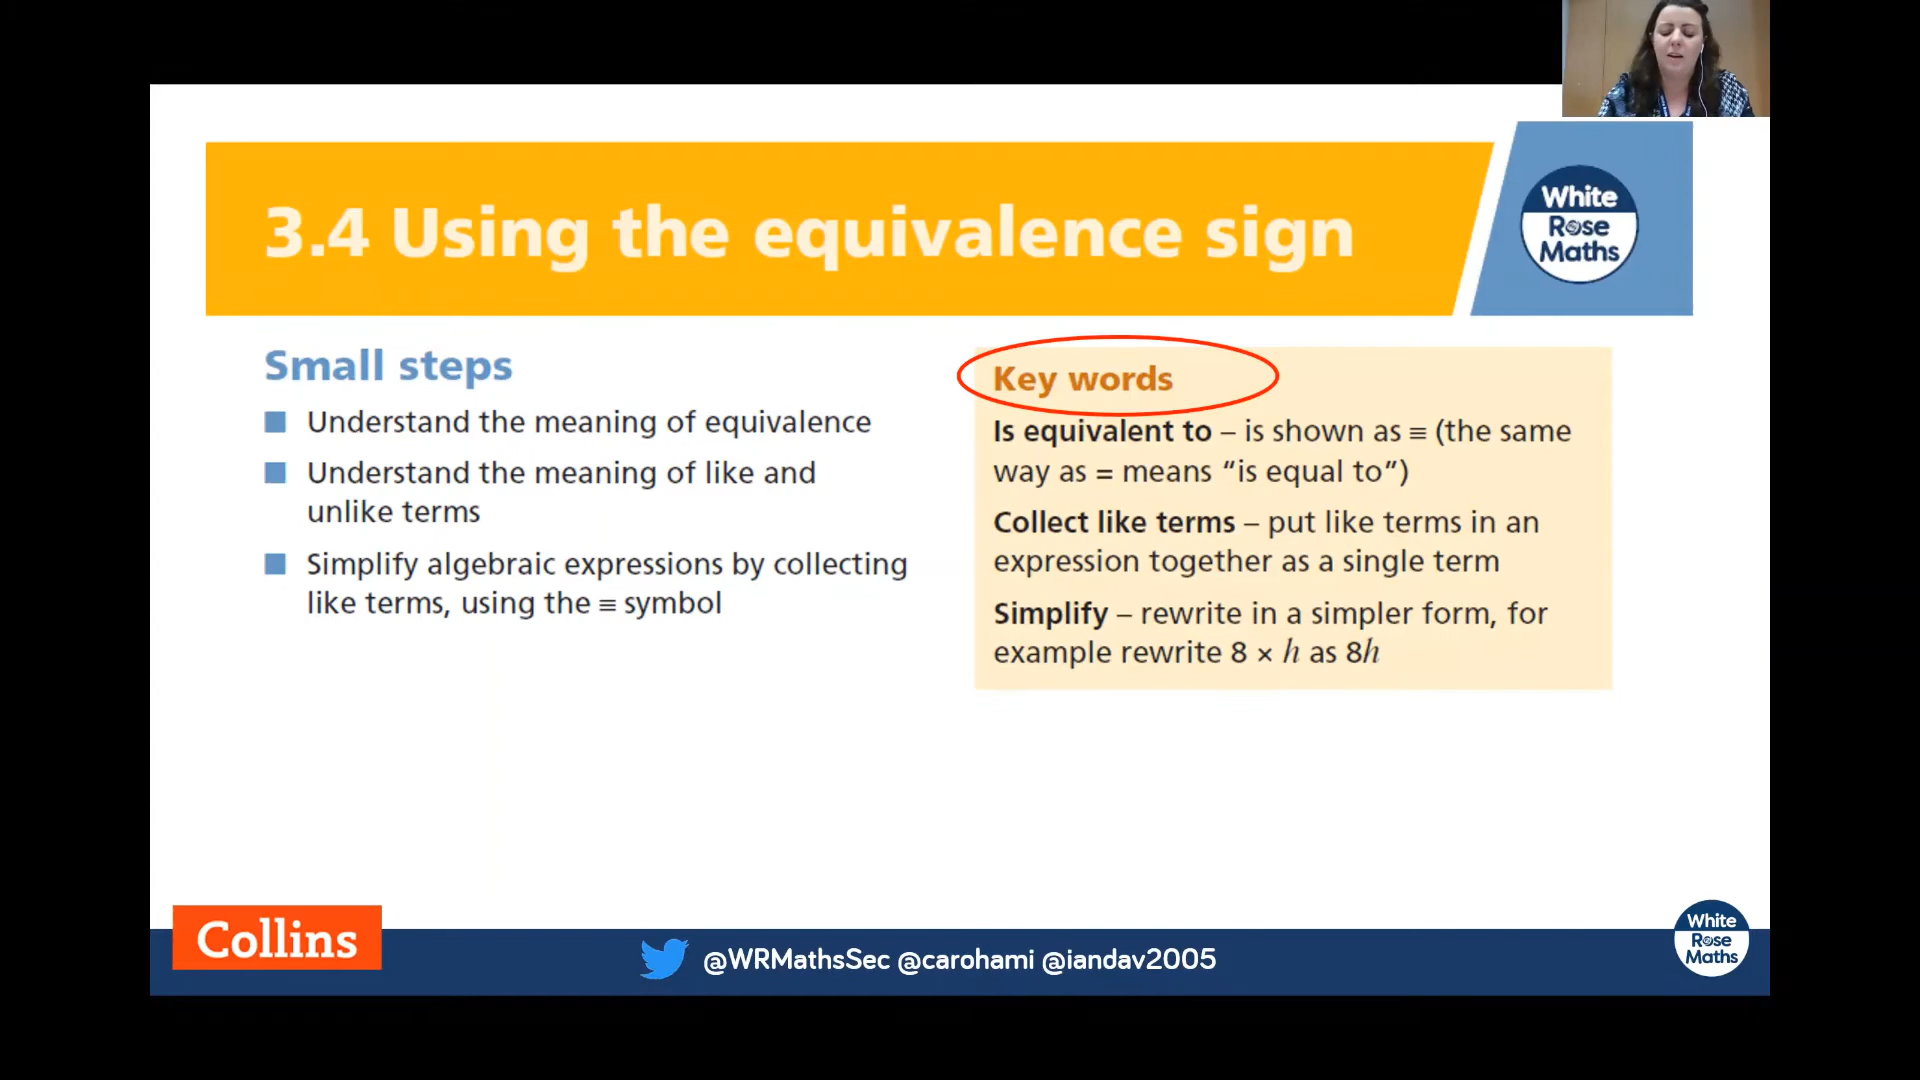 3.4 Using the equivalence sign
White
Rose
Maths
Small steps
Understand the meaning of equivalence
Understand the meaning of like and
unlike terms
Simplify algebraic expressions by collecting
like terms, using the ≡ symbol
Key words
Is equivalent to – is shown as ≡ (the same
way as = means “is equal to”)
Collect like terms – put like terms in an
expression together as a single term
Simplify – rewrite in a simpler form, for
example rewrite 8 × h as 8h
Collins
@WRMathsSec @carohami @iandav2005
White
Rose
Maths